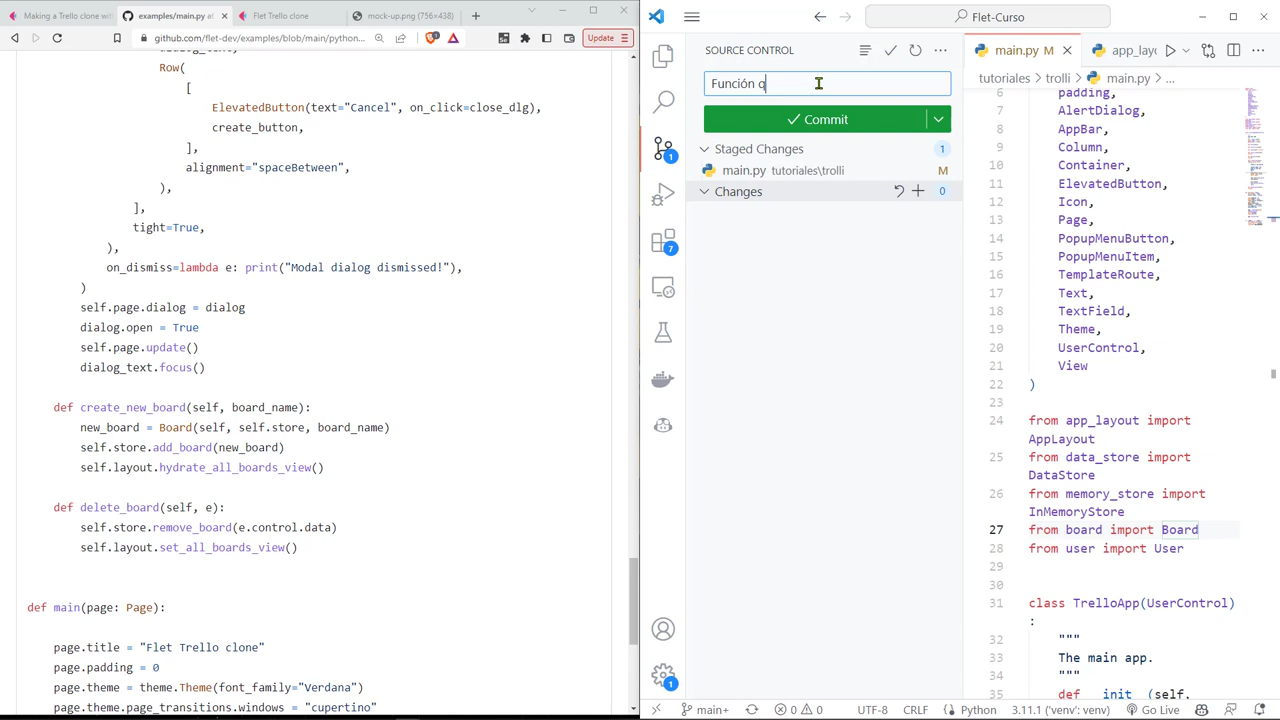 Making a Trello clone with
examples/main.py at
Flet Trello clone
mock-up.png (756×438)
github.com/flet-dev/examples/blob/main/python...
Update
Row(
[
ElevatedButton(text="Cancel", on_click=close_dlg),
create_button,
],
alignment="spaceBetween",
),
],
tight=True,
)
on_dismiss=lambda e: print("Modal dialog dismissed!"),
)
self.page.dialog = dialog
dialog.open = True
self.page.update()
dialog_text.focus()
def create_new_board(self, board_name):
new_board = Board(self, self.store, board_name)
self.store.add_board(new_board)
self.layout.hydrate_all_boards_view()
def delete_board(self, e):
self.store.remove_board(e.control.data)
self.layout.set_all_boards_view()
def main(page: Page):
page.title = "Flet Trello clone"
page.padding = 0
page.theme = theme.Theme(font_family="Verdana")
page.theme.page_transitions.windows = "cupertino"
Flet-Curso
SOURCE CONTROL
Función q
Commit
Staged Changes 1
main.py tutoriales\trolli M
Changes 0
1
7
1
main.py M
app_layo
tutoriales > trolli > main.py > ...
6 padding,
7 AlertDialog,
8 AppBar,
9 Column,
10 Container,
11 ElevatedButton,
12 Icon,
13 Page,
14 PopupMenuButton,
15 PopupMenuItem,
16 TemplateRoute,
17 Text,
18 TextField,
19 Theme,
20 UserControl,
21 View
22 )
23
24 from app_layout import
AppLayout
25 from data_store import
DataStore
26 from memory_store import
InMemoryStore
27 from board import Board
28 from user import User
29
30
31 class TrelloApp(UserControl)
:
32 """
33 The main app.
34 """
35 def __init__(self,
main+ 0 0 UTF-8 CRLF Python 3.11.1 ('venv': venv) Go Live